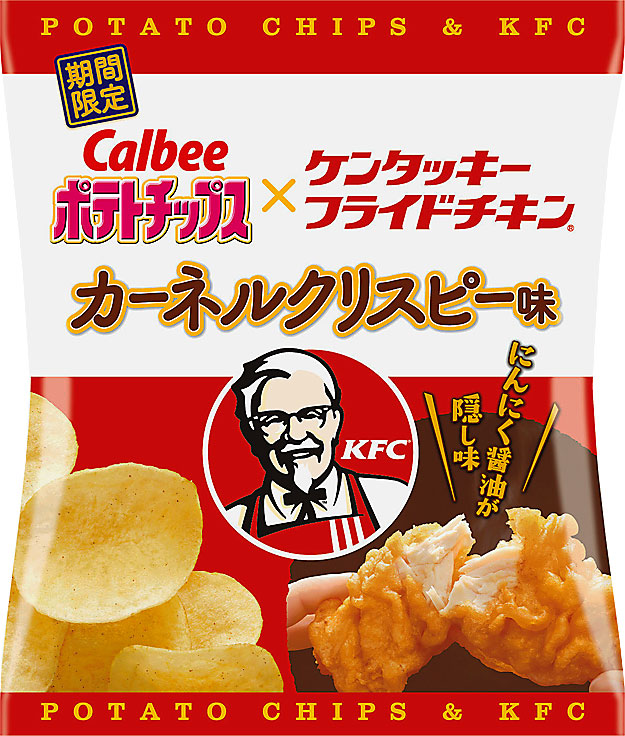 POTATO CHIPS & KFC
期間
限定
Calbee
ポテトチップス
×
ケンタッキー
フライドチキン®
カーネルクリスピー味
にんにく醤油が
隠し味
KFC
POTATO CHIPS & KFC